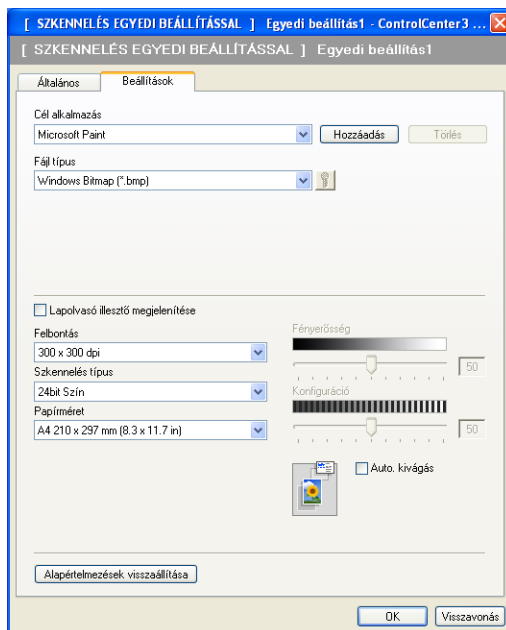 [ SZKENNELÉS EGYEDI BEÁLLÍTÁSSAL ] Egyedi beállítás1 - ControlCenter3 ...
[ SZKENNELÉS EGYEDI BEÁLLÍTÁSSAL ] Egyedi beállítás1
Általános Beállítások
Cél alkalmazás
Microsoft Paint Hozzáadás Törlés
Fájl típus
Windows Bitmap (*.bmp)
Lapolvasó illesztő megjelenítése
Felbontás Fényerősség
300 x 300 dpi 50
Szkennelés típus
24bit Szín Konfiguráció
Papírméret
A4 210 x 297 mm (8.3 x 11.7 in) 50
Auto. kivágás
Alapértelmezések visszaállítása
OK Visszavonás